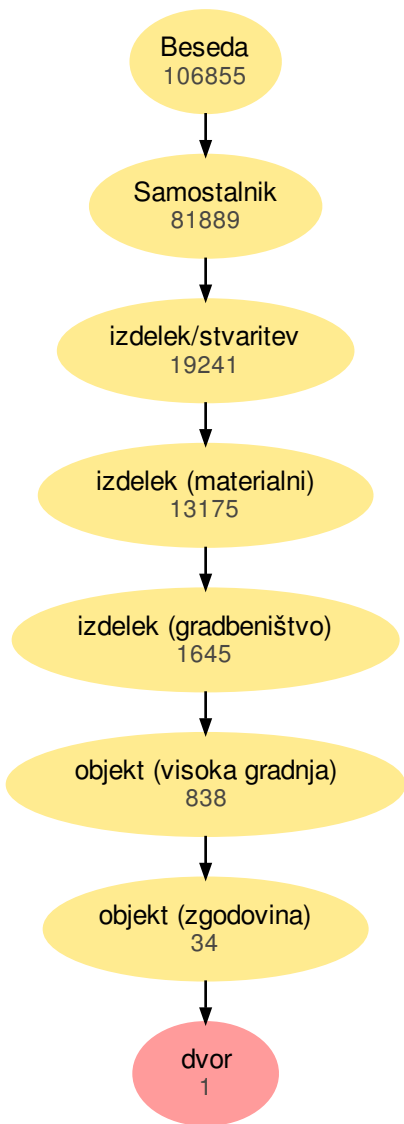 Beseda
106855
Samostalnik
81889
izdelek/stvaritev
19241
izdelek (materialni)
13175
izdelek (gradbeništvo)
1645
objekt (visoka gradnja)
838
objekt (zgodovina)
34
dvor
1